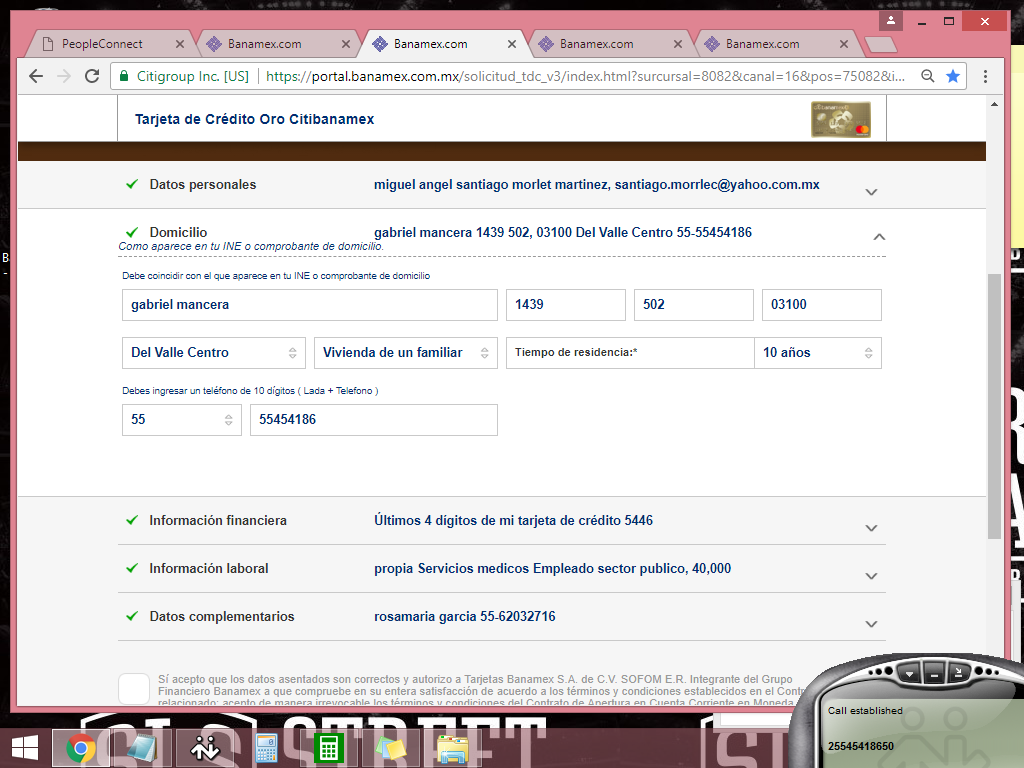 PeopleConnect
Banamex.com
Banamex.com
Banamex.com
Banamex.com
Citigroup Inc. [US]
https://portal.banamex.com.mx/solicitud_tdc_v3/index.html?surcursal=8082&canal=16&pos=75082&i...
Tarjeta de Crédito Oro Citibanamex
Datos personales
miguel angel santiago morlet martinez, santiago.morrlec@yahoo.com.mx
Domicilio
gabriel mancera 1439 502, 03100 Del Valle Centro 55-55454186
Como aparece en tu INE o comprobante de domicilio.
Debe coincidir con el que aparece en tu INE o comprobante de domicilio
gabriel mancera
1439
502
03100
Del Valle Centro
Vivienda de un familiar
Tiempo de residencia:*
10 años
Debes ingresar un teléfono de 10 dígitos ( Lada + Telefono )
55
55454186
Información financiera
Últimos 4 dígitos de mi tarjeta de crédito 5446
Información laboral
propia Servicios medicos Empleado sector publico, 40,000
Datos complementarios
rosamaria garcia 55-62032716
Sí acepto que los datos asentados son correctos y autorizo a Tarjetas Banamex S.A. de C.V. SOFOM E.R. Integrante del Grupo
Financiero Banamex a que compruebe en su entera satisfacción de acuerdo a los términos y condiciones establecidos en el Contr
relacionado; acepto de manera irrevocable los términos y condiciones del Contrato de Apertura en Cuenta Corriente en Moneda
Call established
25545418650
STREET